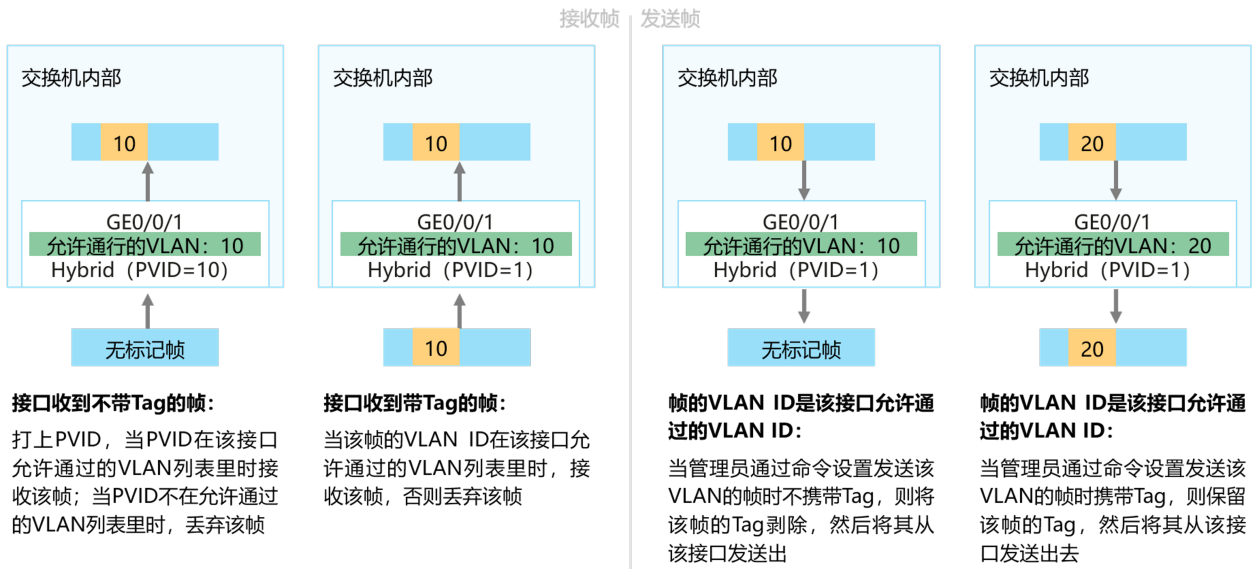 接收帧 发送帧
交换机内部
10
GE0/0/1
允许通行的VLAN：10
Hybrid（PVID=10）
无标记帧
接口收到不带Tag的帧：
打上PVID，当PVID在该接口
允许通过的VLAN列表里时接
收该帧；当PVID不在允许通过
的VLAN列表里时，丢弃该帧
交换机内部
10
GE0/0/1
允许通行的VLAN：10
Hybrid（PVID=1）
10
接口收到带Tag的帧：
当该帧的VLAN ID在该接口允
许通过的VLAN列表里时，接
收该帧，否则丢弃该帧
交换机内部
10
GE0/0/1
允许通行的VLAN：10
Hybrid（PVID=1）
无标记帧
帧的VLAN ID是该接口允许通
过的VLAN ID：
当管理员通过命令设置发送该
VLAN的帧时不携带Tag，则将
该帧的Tag剥除，然后将其从
该接口发送出
交换机内部
20
GE0/0/1
允许通行的VLAN：20
Hybrid（PVID=1）
20
帧的VLAN ID是该接口允许通
过的VLAN ID：
当管理员通过命令设置发送该
VLAN的帧时携带Tag，则保留
该帧的Tag，然后将其从该接
口发送出去